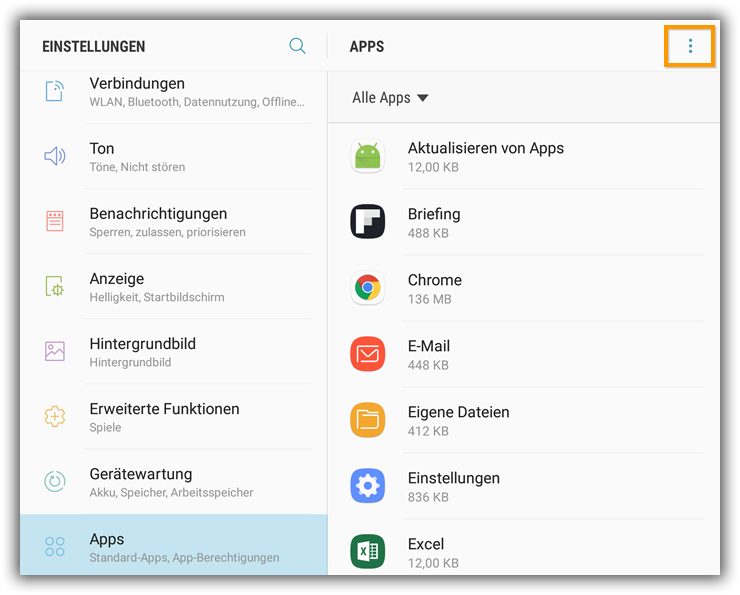 EINSTELLUNGEN
Verbindungen
WLAN, Bluetooth, Datennutzung, Offline...
Ton
Töne, Nicht stören
Benachrichtigungen
Sperren, zulassen, priorisieren
Anzeige
Helligkeit, Startbildschirm
Hintergrundbild
Hintergrundbild
Erweiterte Funktionen
Spiele
Gerätewartung
Akku, Speicher, Arbeitsspeicher
Apps
Standard-Apps, App-Berechtigungen
APPS
Alle Apps
Aktualisieren von Apps
12,00 KB
Briefing
488 KB
Chrome
136 MB
E-Mail
448 KB
Eigene Dateien
412 KB
Einstellungen
836 KB
Excel
12,00 KB